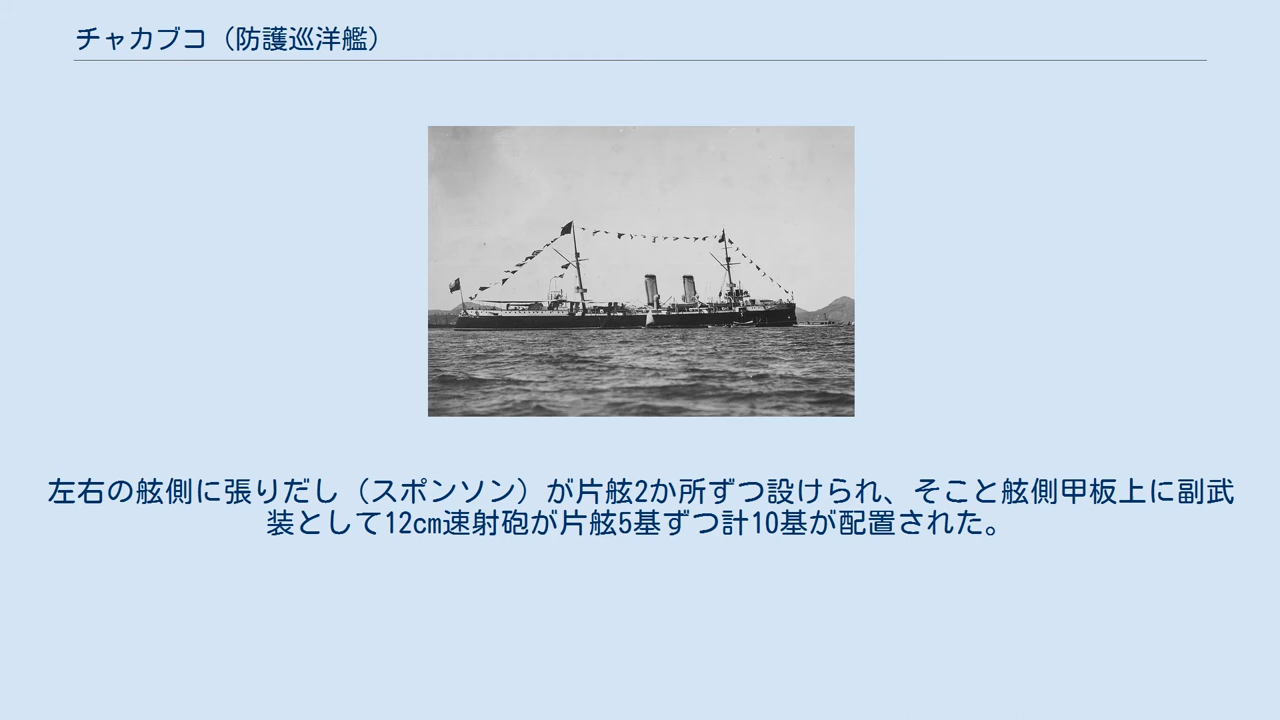 チャカブコ（防護巡洋艦）
左右の舷側に張りだし（スポンソン）が片舷2か所ずつ設けられ、そこと舷側甲板上に副武
装として12cm速射砲が片舷5基ずつ計10基が配置された。